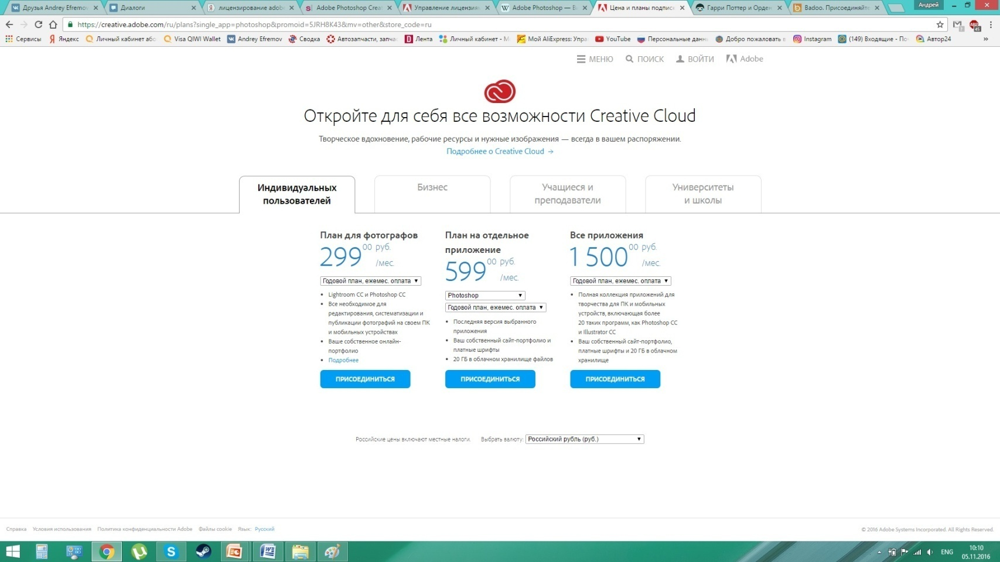 Друзья Andrey Efremov
Диалоги
лицензирование adobe
Adobe Photoshop Crea
Управление лицензиям
Adobe Photoshop — В
Цена и планы подписк
Гарри Поттер и Орден
Badoo. Присоединяйте
Андрей
https://creative.adobe.com/ru/plans?single_app=photoshop&promoid=5JRH8K43&mv=other&store_code=ru
Сервисы
Яндекс
Личный кабинет або
Visa QIWI Wallet
Andrey Efremov
Сводка
Автозапчасти, запча
Лента
Личный кабинет - М
Мой AliExpress: Упра
YouTube
Персональные данн
Добро пожаловать в
Instagram
(149) Входящие - По
Автор24
»
МЕНЮ
ПОИСК
ВОЙТИ
Adobe
Откройте для себя все возможности Creative Cloud
Творческое вдохновение, рабочие ресурсы и нужные изображения — всегда в вашем распоряжении.
Подробнее о Creative Cloud →
Индивидуальных
пользователей
Бизнес
Учащиеся и
преподаватели
Университеты
и школы
План для фотографов
299 00 руб.
/мес.
Годовой план, ежемес. оплата
• Lightroom CC и Photoshop CC
• Все необходимое для
редактирования, систематизации и
публикации фотографий на своем ПК
и мобильных устройствах
• Ваше собственное онлайн-
портфолио
• Подробнее
ПРИСОЕДИНИТЬСЯ
План на отдельное
приложение
599 00 руб.
/мес.
Photoshop
Годовой план, ежемес. оплата
• Последняя версия выбранного
приложения
• Ваш собственный сайт-портфолио и
платные шрифты
• 20 ГБ в облачном хранилище файлов
ПРИСОЕДИНИТЬСЯ
Все приложения
1 500 00 руб.
/мес.
Годовой план, ежемес. оплата
• Полная коллекция приложений для
творчества для ПК и мобильных
устройств, включающая более
20 таких программ, как Photoshop CC
и Illustrator CC
• Ваш собственный сайт-портфолио,
платные шрифты и 20 ГБ в облачном
хранилище
ПРИСОЕДИНИТЬСЯ
Российские цены включают местные налоги.
Выбрать валюту:
Российский рубль (руб.)
Справка
Условия использования
Политика конфиденциальности Adobe
Файлы cookie
Язык: Русский
© 2016 Adobe Systems Incorporated. All Rights Reserved.
ENG
10:10
05.11.2016